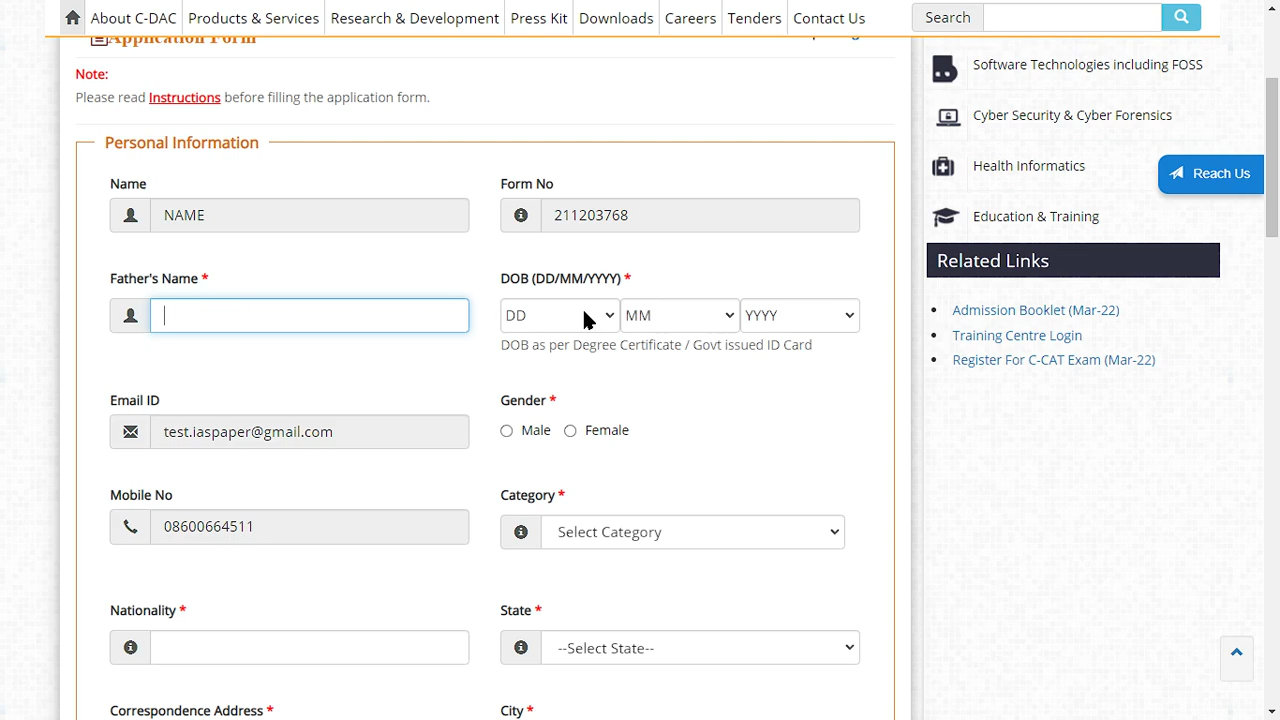 About C-DAC Products & Services Research & Development Press Kit Downloads Careers Tenders Contact Us Search
Application Form
Note:
Please read Instructions before filling the application form.
Personal Information
Name
NAME
Form No
211203768
Father's Name *
DOB (DD/MM/YYYY) *
DD MM YYYY
DOB as per Degree Certificate / Govt issued ID Card
Email ID
test.iaspaper@gmail.com
Gender *
Male Female
Mobile No
08600664511
Category *
Select Category
Nationality *
State *
--Select State--
Correspondence Address *
City *
Software Technologies including FOSS
Cyber Security & Cyber Forensics
Health Informatics
Reach Us
Education & Training
Related Links
Admission Booklet (Mar-22)
Training Centre Login
Register For C-CAT Exam (Mar-22)